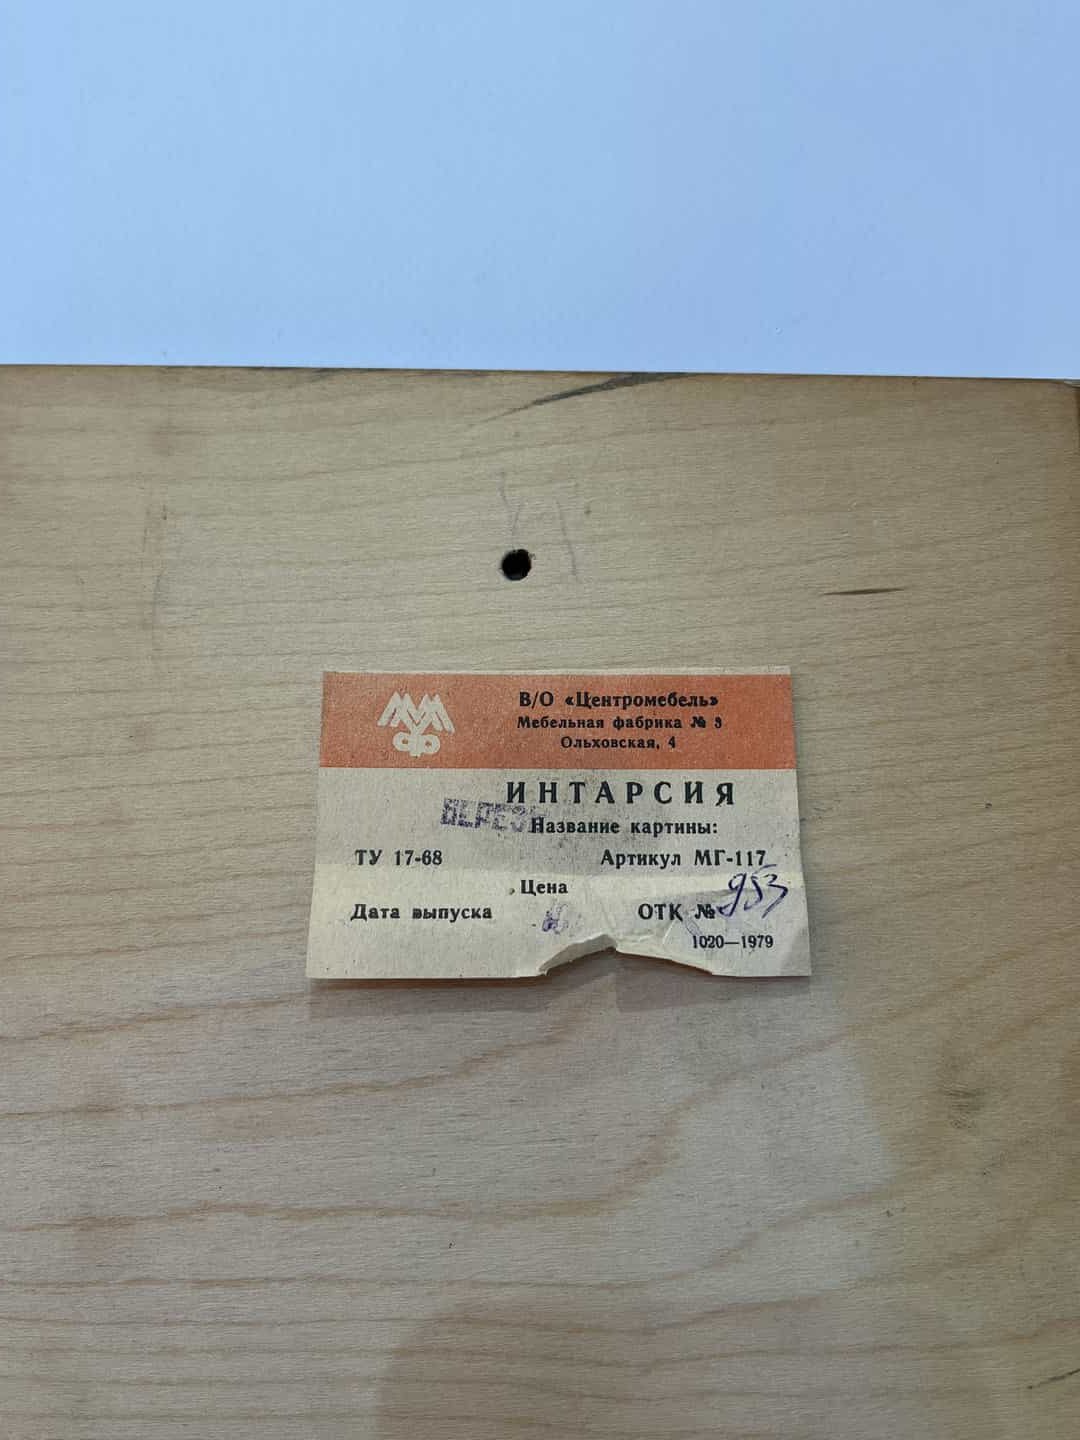 В/О «Центромебель»
Мебельная фабрика № 3
Ольховская, 4
ИНТАРСИЯ
Название картины:
ТУ 17-68 Артикул МГ-117
Цена
Дата выпуска ОТК № 953
1020—1979